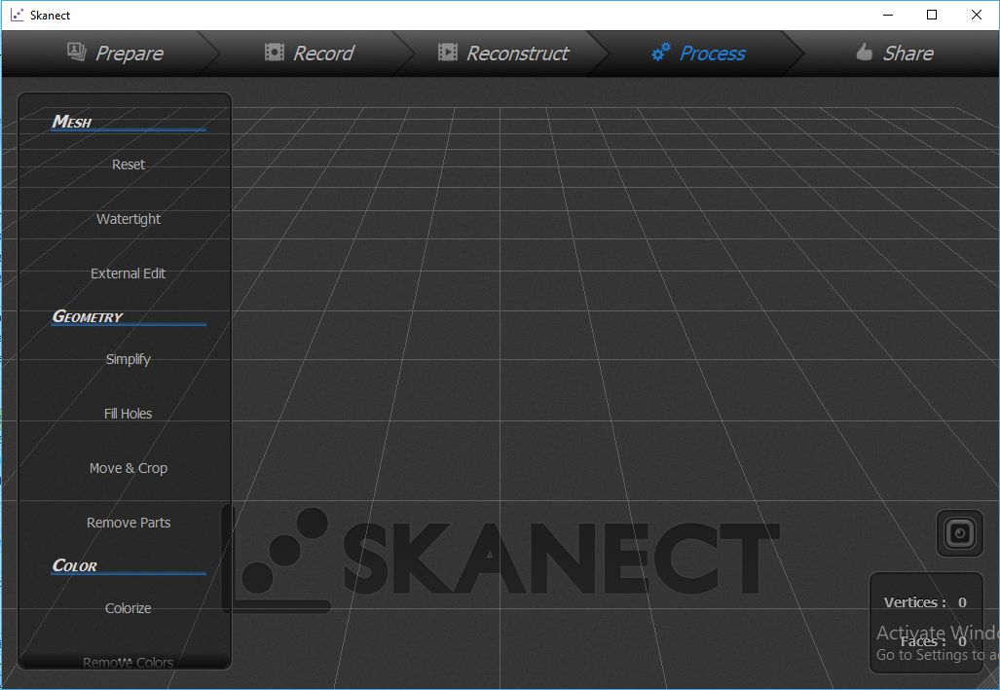 Skanect
Prepare
Record
Reconstruct
Process
Share
MESH
Reset
Watertight
External Edit
GEOMETRY
Simplify
Fill Holes
Move & Crop
Remove Parts
COLOR
Colorize
Remove Colors
SKANECT
Vertices : 0
Faces : 0
Activate Windo
Go to Settings to a